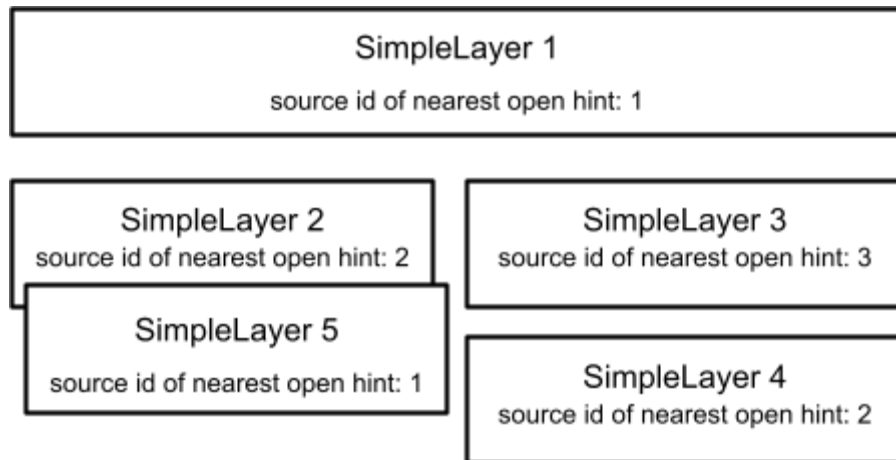 SimpleLayer 1
source id of nearest open hint: 1
SimpleLayer 2
source id of nearest open hint: 2
SimpleLayer 3
source id of nearest open hint: 3
SimpleLayer 5
source id of nearest open hint: 1
SimpleLayer 4
source id of nearest open hint: 2